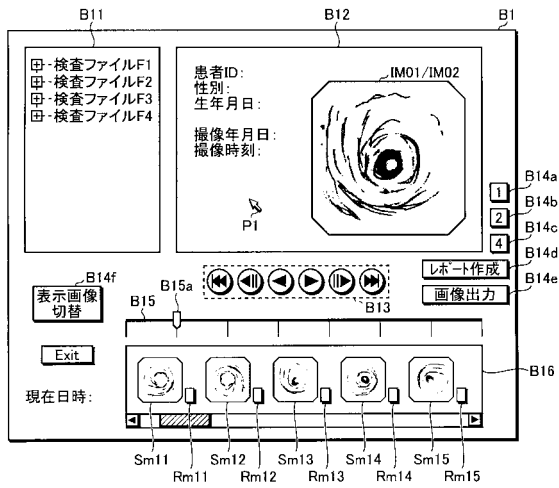 B11
B12
B1
田-検査ファイルF1
田-検査ファイルF2
田-検査ファイルF3
田-検査ファイルF4
患者ID:
性別:
生年月日:
撮像年月日:
撮像時刻:
IM01/IM02
P1
B14a
1
B14b
2
B14c
4
B14d
レポート作成
B14e
画像出力
B14f
表示画像
切替
B15
B15a
B13
Exit
B16
現在日時:
Sm11
Sm12
Sm13
Sm14
Sm15
Rm11
Rm12
Rm13
Rm14
Rm15